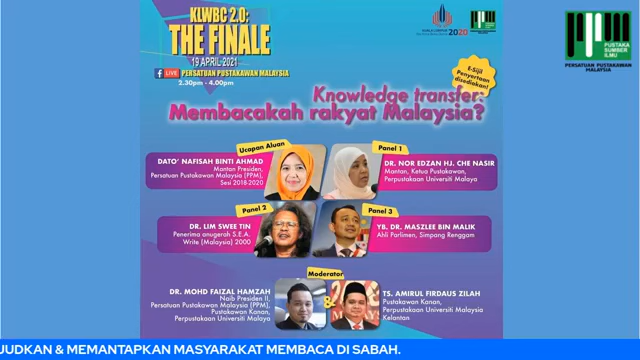 KLWBC 2.0:
THE FINALE
19 APRIL 2021
LIVE PERSATUAN PUSTAKAWAN MALAYSIA
2.30pm - 4.00pm
2020
PUSTAKA
SUMBER
ILMU
PERSATUAN PUSTAKAWAN
MALAYSIA
E-Sijil
Penyertaan
disediakan!
Knowledge transfer:
Membacakah rakyat Malaysia?
Ucapan Aluan
DATO' NAFISAH BINTI AHMAD
Mantan Presiden,
Persatuan Pustakawan Malaysia (PPM),
Sesi 2018-2020
Panel 1
DR. NOR EDZAN HJ. CHE NASIR
Mantan, Ketua Pustakawan,
Perpustakaan Universiti Malaya
Panel 2
DR. LIM SWEE TIN
Penerima anugerah S.E.A.
Write (Malaysia) 2000
Panel 3
YB. DR. MASZLEE BIN MALIK
Ahli Parlimen, Simpang Renggam
Moderator
DR. MOHD FAIZAL HAMZAH
Naib Presiden II,
Persatuan Pustakawan Malaysia (PPM),
Pustakawan Kanan,
Perpustakaan Universiti Malaya
&
TS. AMIRUL FIRDAUS ZILAH
Pustakawan Kanan,
Perpustakaan Universiti Malaysia
Kelantan
JUDKAN & MEMANTAPKAN MASYARAKAT MEMBACA DI SABAH.